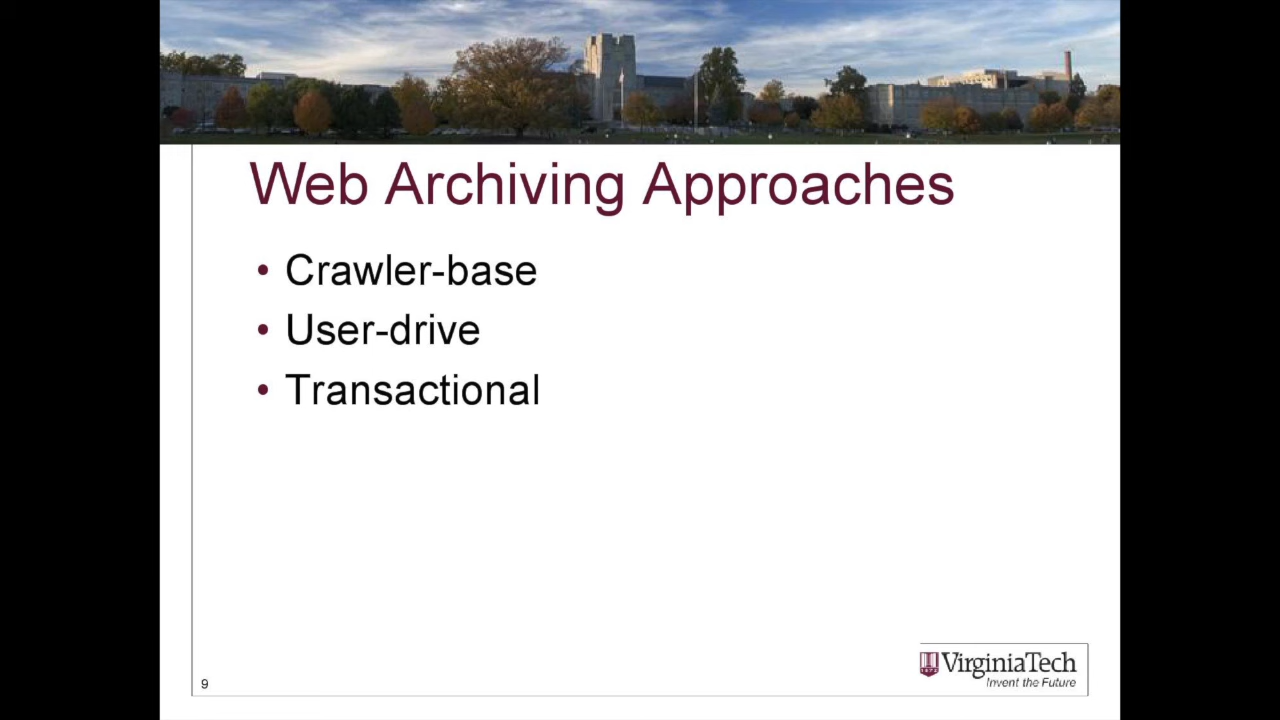 Web Archiving Approaches
• Crawler-base
• User-drive
• Transactional
VirginiaTech
Invent the Future
9